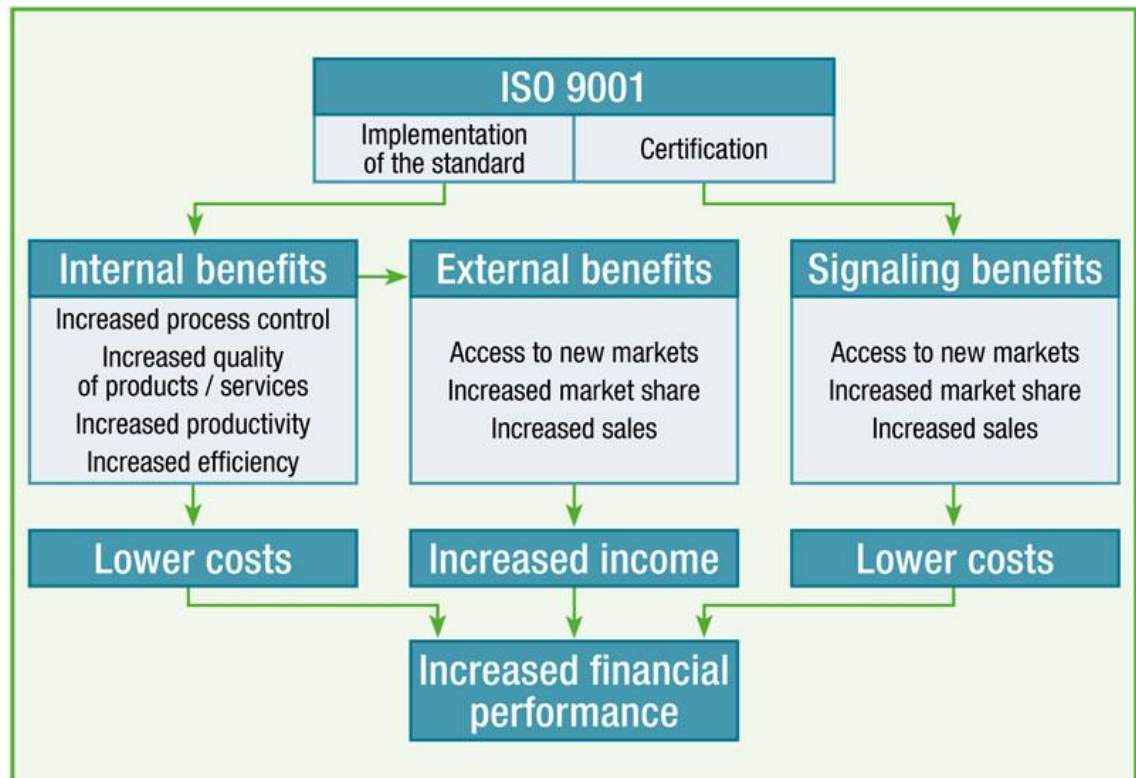 ISO 9001
Implementation
of the standard
Certification
Internal benefits
Increased process control
Increased quality
of products / services
Increased productivity
Increased efficiency
External benefits
Access to new markets
Increased market share
Increased sales
Signaling benefits
Access to new markets
Increased market share
Increased sales
Lower costs
Increased income
Lower costs
Increased financial
performance